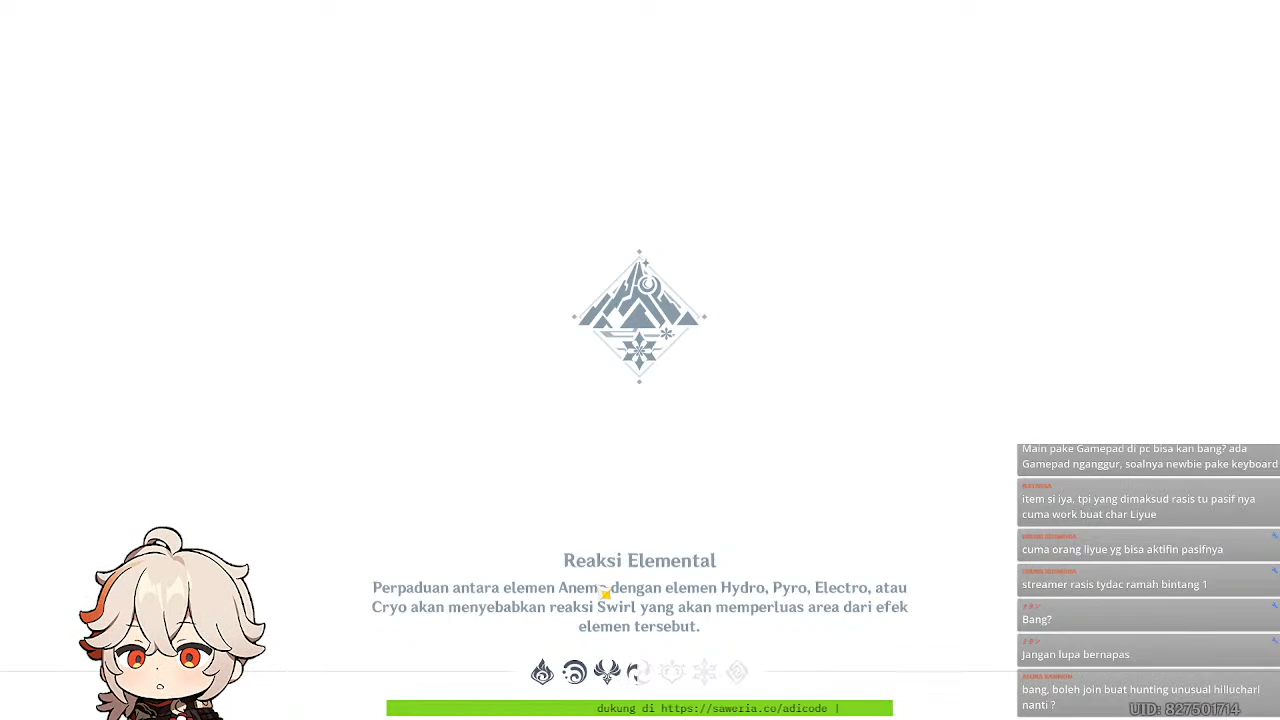 Reaksi Elemental
Perpaduan antara elemen Anemo dengan elemen Hydro, Pyro, Electro, atau
Cryo akan menyebabkan reaksi Swirl yang akan memperluas area dari efek
elemen tersebut.
dukung di https://saweria.co/adicode |
Main pake Gamepad di pc bisa kan bang? ada
Gamepad nganggur, soalnya newbie pake keyboard
item si iya, tpi yang dimaksud rasis tu pasif nya
cuma work buat char Liyue
cuma orang liyue yg bisa aktifin pasifnya
streamer rasis tydac ramah bintang 1
Bang?
Jangan lupa bernapas
bang, boleh join buat hunting unusual hillucharl
nanti ?
UID: 827501714